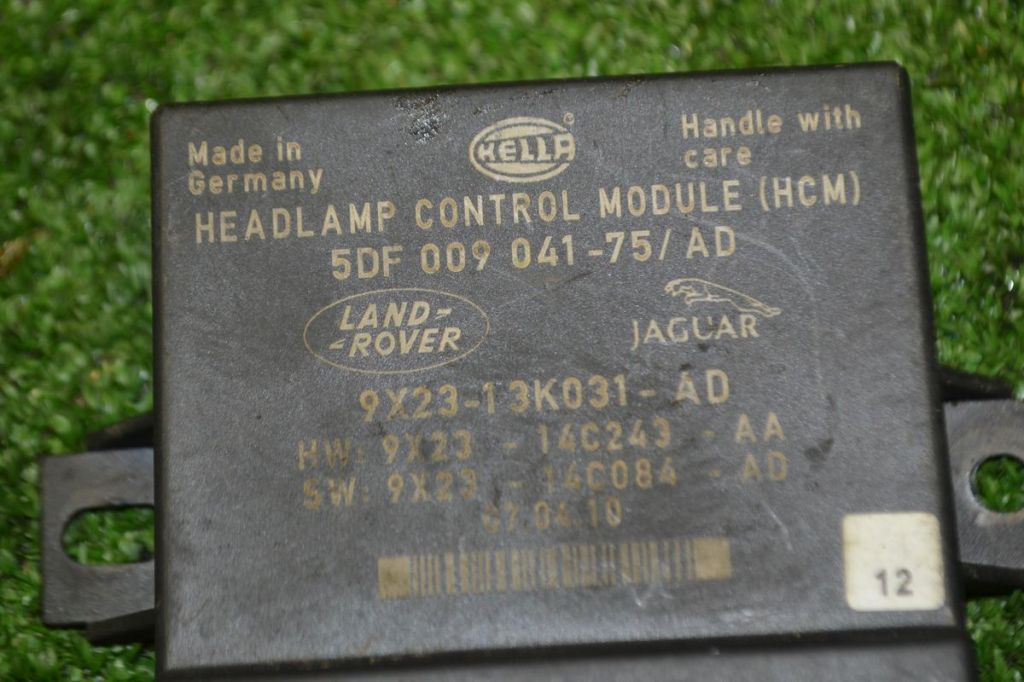 Made in
Germany
HELLA®
Handle with
care
HEADLAMP CONTROL MODULE (HCM)
5DF 009 041-75/ AD
LAND-
-ROVER
JAGUAR
9X23-13K031-AD
HW: 9X23 - 14C243 - AA
SW: 9X23 - 14C084 - AD
07.04.10
12